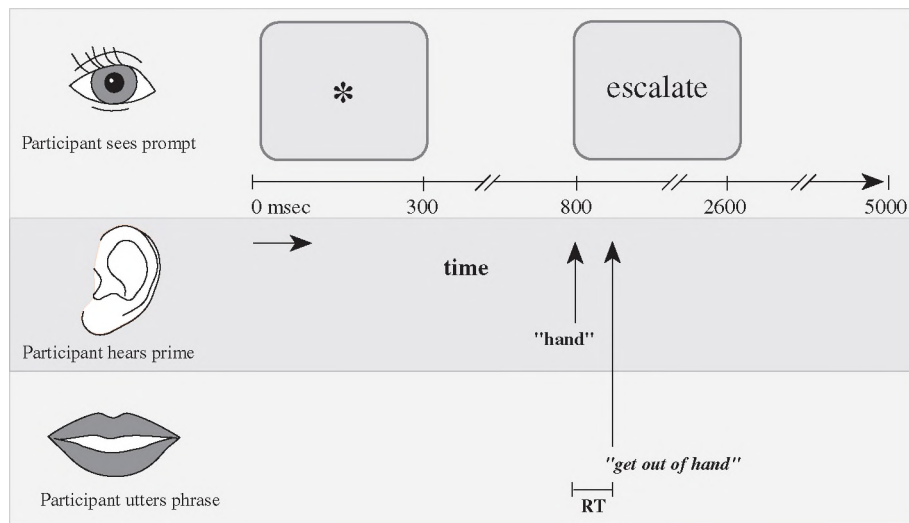 *
escalate
Participant sees prompt
0 msec 300 800 2600 5000
time
"hand"
Participant hears prime
"get out of hand"
Participant utters phrase
RT